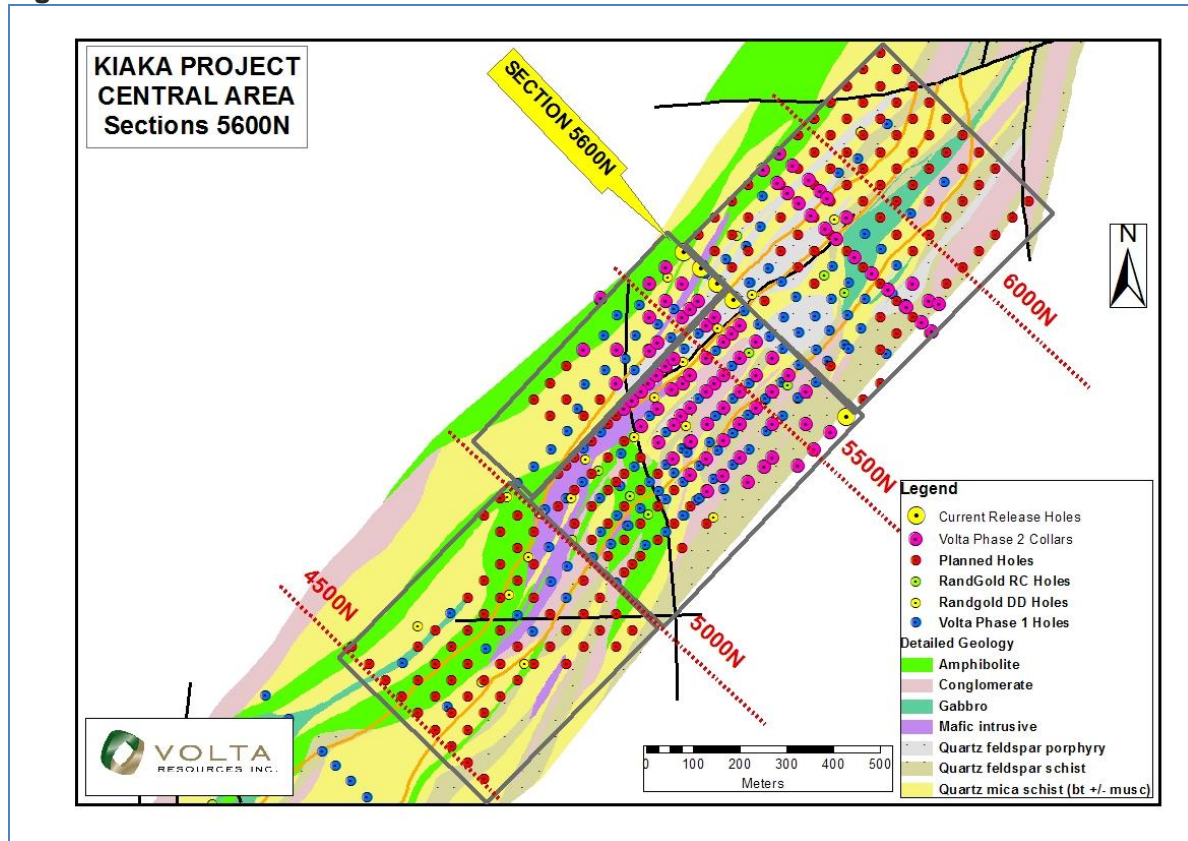 KIAKA PROJECT
CENTRAL AREA
Sections 5600N
SECTION 5600N
N
6000N
5500N
5000N
4500N
Legend
Current Release Holes
Volta Phase 2 Collars
Planned Holes
RandGold RC Holes
Randgold DD Holes
Volta Phase 1 Holes
Detailed Geology
Amphibolite
Conglomerate
Gabbro
Mafic intrusive
Quartz feldspar porphyry
Quartz feldspar schist
Quartz mica schist (bt +/- musc)
VOLTA
RESOURCES INC.
0 100 200 300 400 500
Meters